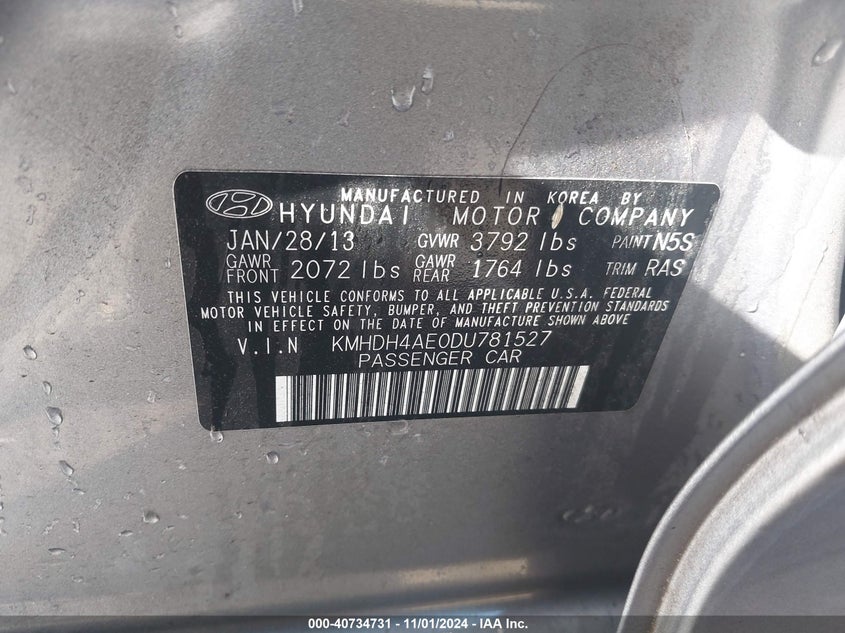 MANUFACTURED IN KOREA BY
HYUNDAI MOTOR COMPANY
JAN/28/13 GVWR 3792 lbs PAINT N5S
GAWR FRONT 2072 lbs GAWR REAR 1764 lbs TRIM RAS
THIS VEHICLE CONFORMS TO ALL APPLICABLE U.S.A. FEDERAL
MOTOR VEHICLE SAFETY, BUMPER, AND THEFT PREVENTION STANDARDS
IN EFFECT ON THE DATE OF MANUFACTURE SHOWN ABOVE
V.I.N KMHDH4AE0DU781527
PASSENGER CAR
000-40734731 - 11/01/2024 - IAA Inc.